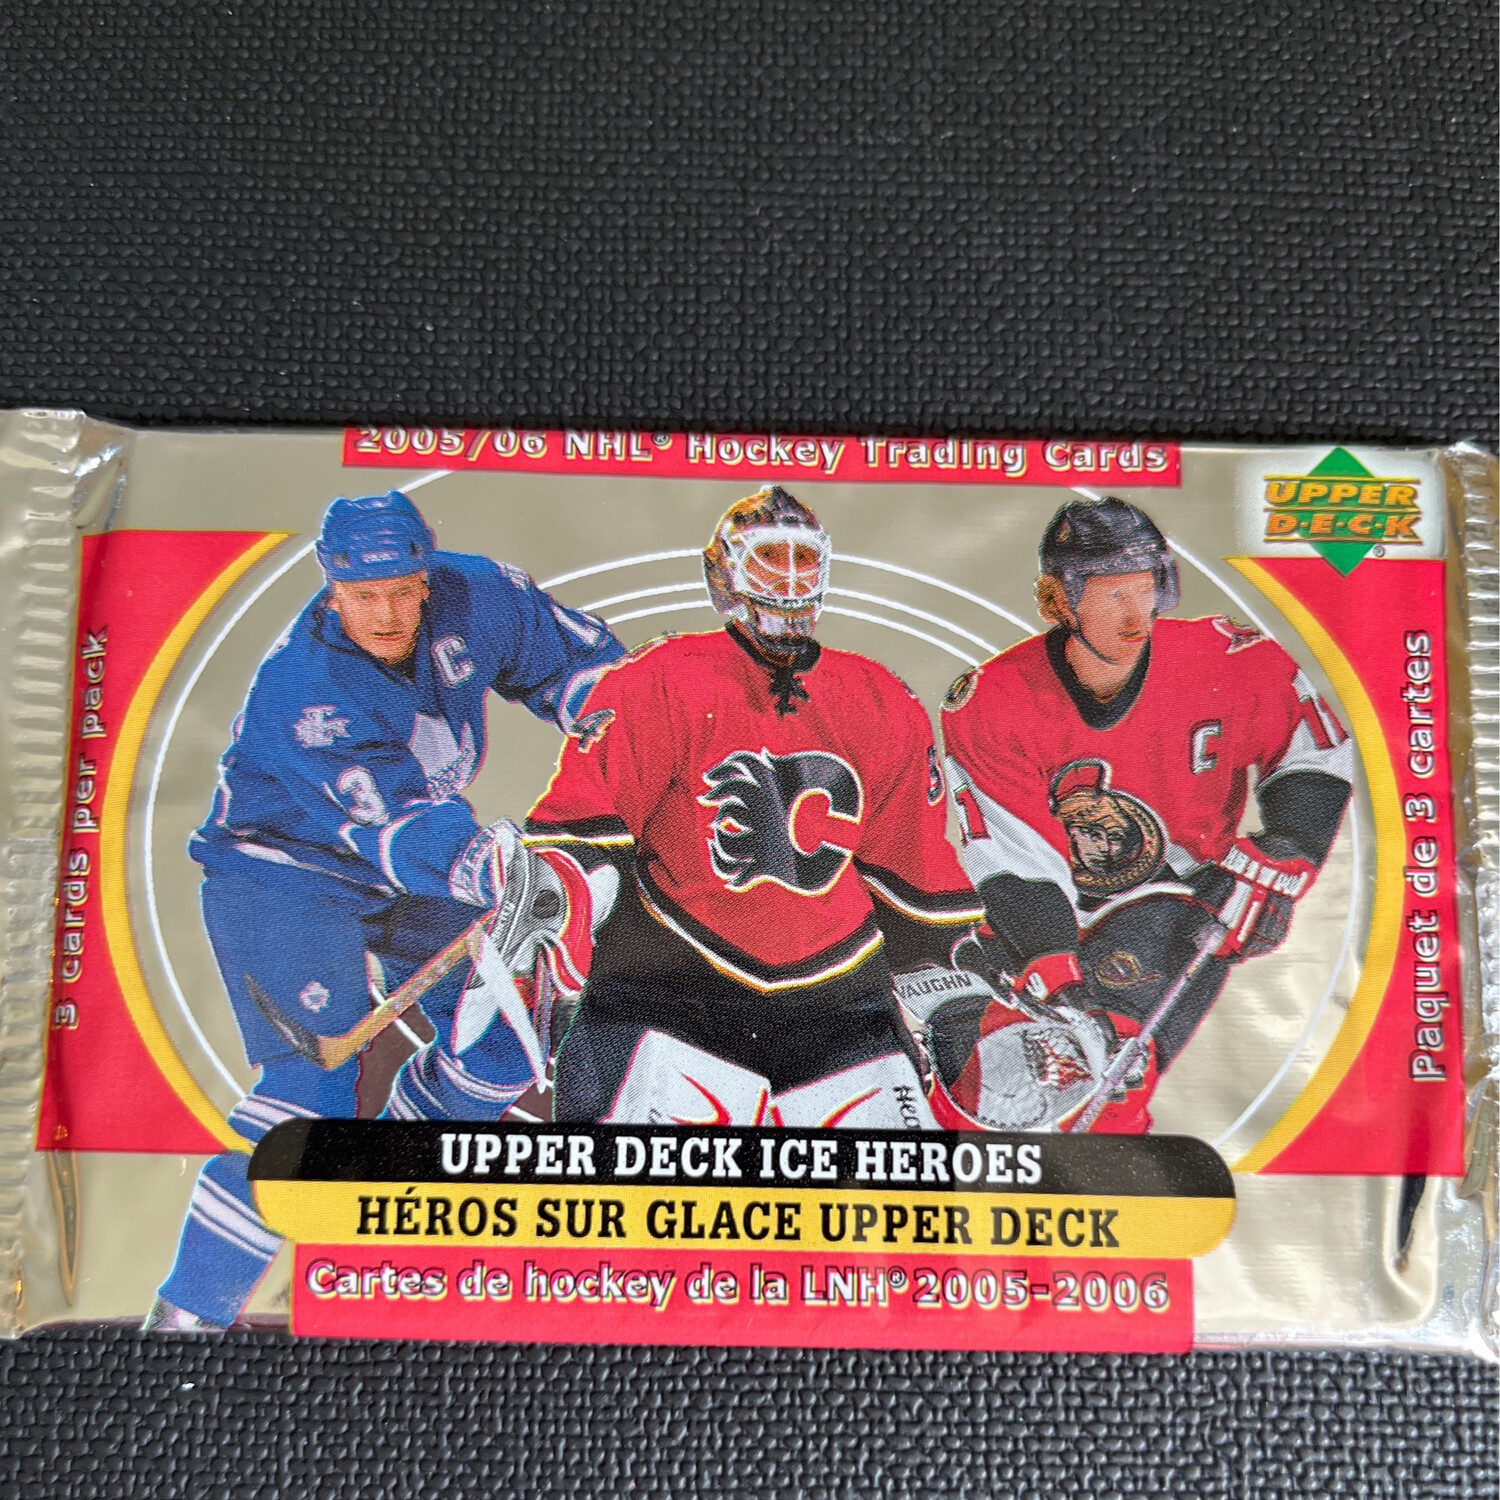 2005/06 NHL® Hockey Trading Cards
UPPER
D·E·C·K
®
3 cards per pack
Paquet de 3 cartes
C
3
4
C
C
VAUGHN
UPPER DECK ICE HEROES
HÉROS SUR GLACE UPPER DECK
Cartes de hockey de la LNH® 2005-2006